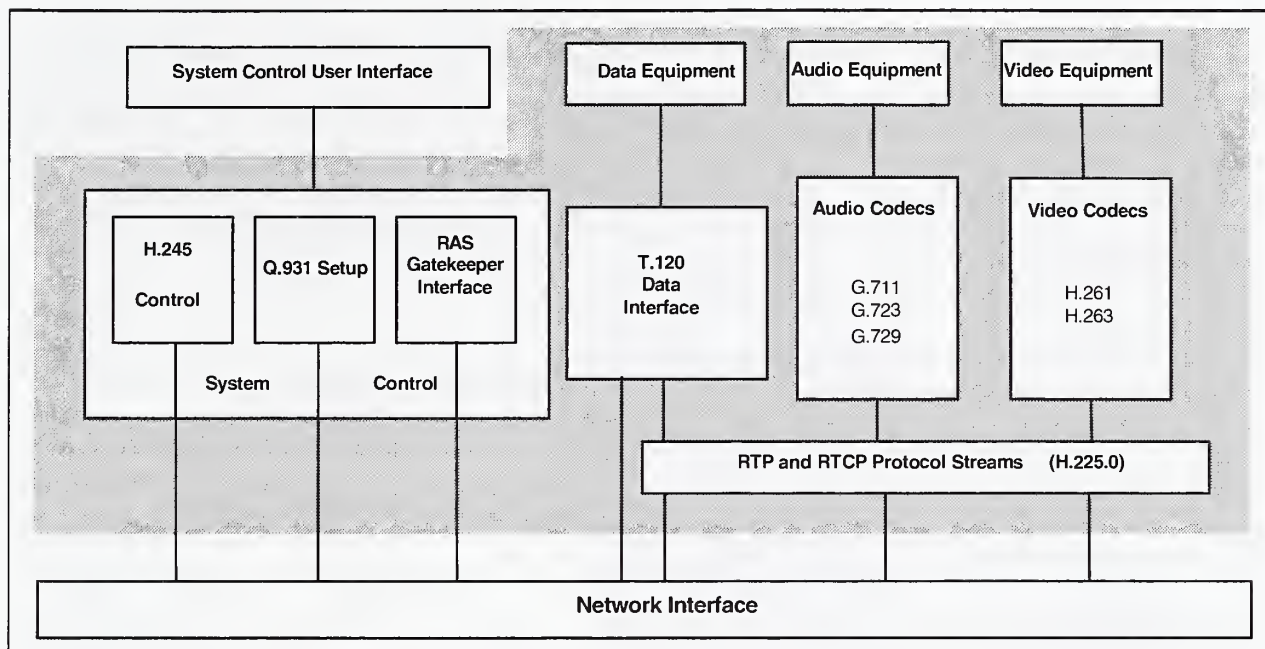 System Control User Interface
Data Equipment
Audio Equipment
Video Equipment
H.245
Control
Q.931 Setup
RAS
Gatekeeper
Interface
System Control
T.120
Data
Interface
Audio Codecs
G.711
G.723
G.729
Video Codecs
H.261
H.263
RTP and RTCP Protocol Streams (H.225.0)
Network Interface